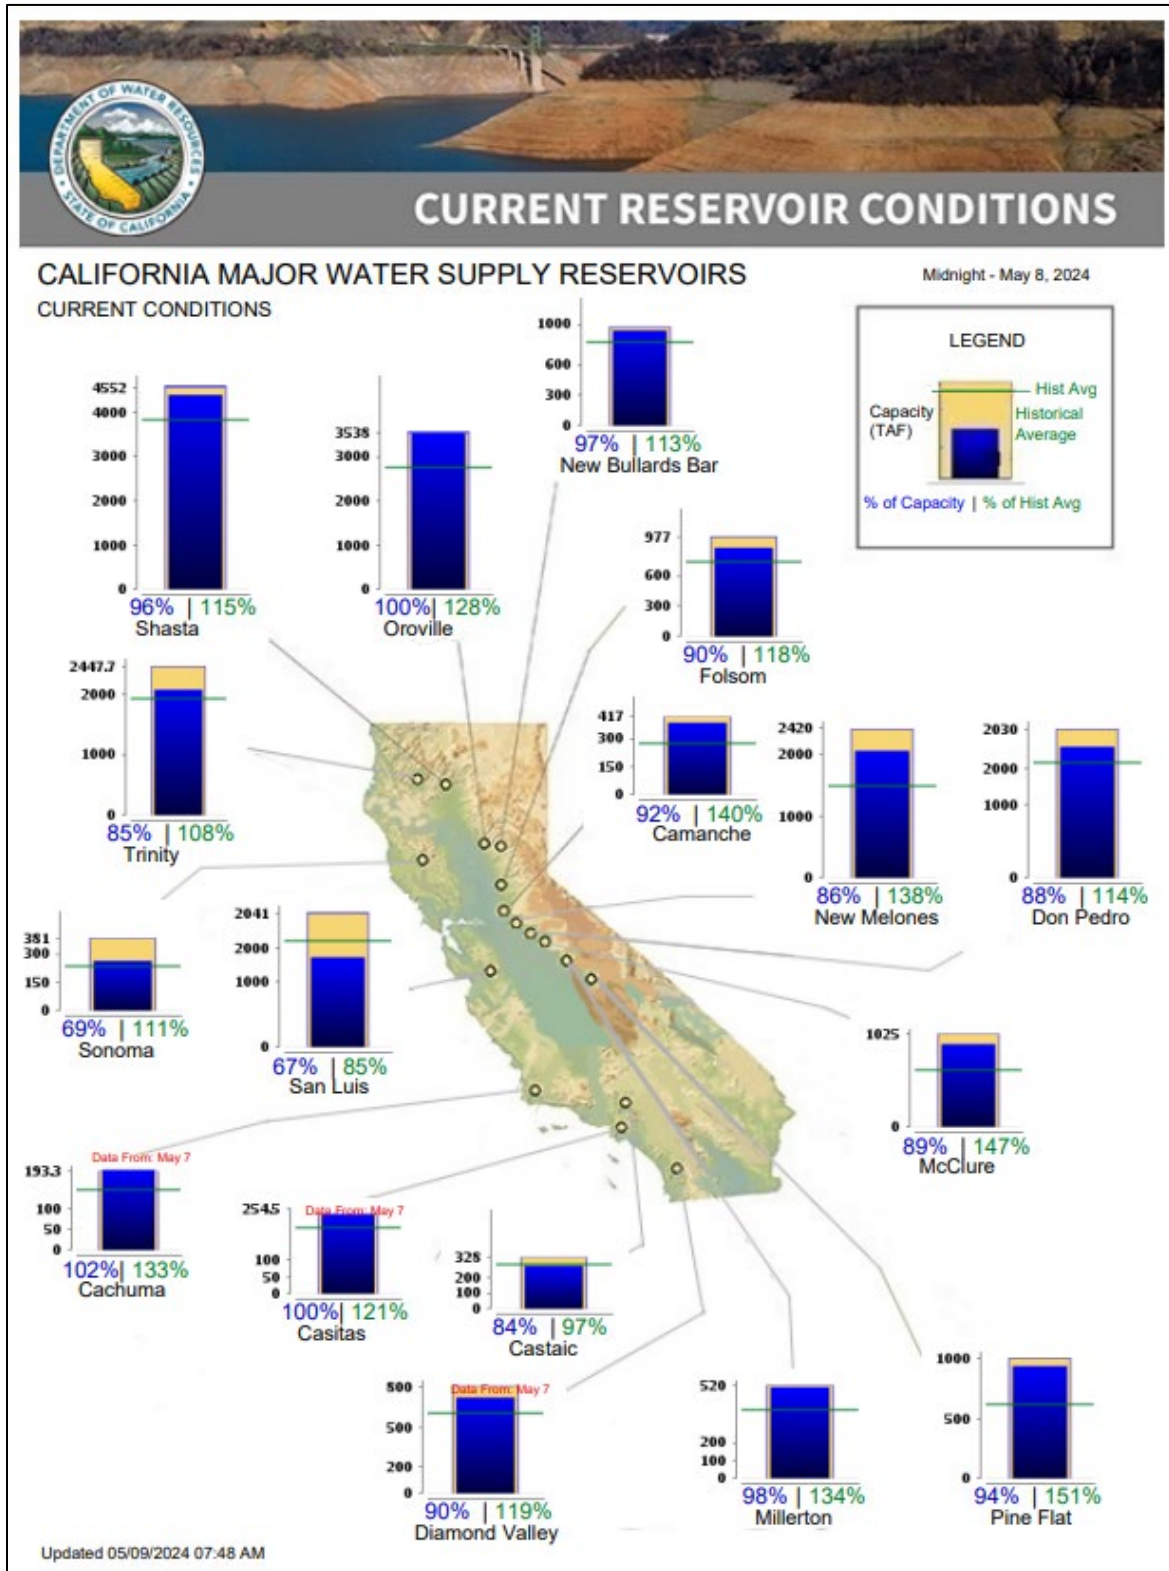 DEPARTMENT OF WATER RESOURCES
STATE OF CALIFORNIA
CURRENT RESERVOIR CONDITIONS
CALIFORNIA MAJOR WATER SUPPLY RESERVOIRS
Midnight - May 8, 2024
CURRENT CONDITIONS
LEGEND
Hist Avg
Capacity
(TAF)
Historical
Average
% of Capacity | % of Hist Avg
1000
600
300
0
97% | 113%
New Bullards Bar
4552
4000
3000
2000
1000
0
96% | 115%
Shasta
3538
3000
2000
1000
0
100% | 128%
Oroville
977
600
300
0
90% | 118%
Folsom
2447.7
2000
1000
0
85% | 108%
Trinity
417
300
150
0
92% | 140%
Camanche
2420
2000
1000
0
86% | 138%
New Melones
2030
2000
1000
0
88% | 114%
Don Pedro
381
300
150
0
69% | 111%
Sonoma
2041
2000
1000
0
67% | 85%
San Luis
1025
0
89% | 147%
McClure
Data From: May 7
193.3
100
50
0
102% | 133%
Cachuma
Data From: May 7
254.5
100
50
0
100% | 121%
Casitas
328
200
100
0
84% | 97%
Castaic
Data From: May 7
800
500
200
0
90% | 119%
Diamond Valley
520
200
100
0
98% | 134%
Millerton
1000
500
0
94% | 151%
Pine Flat
Updated 05/09/2024 07:48 AM